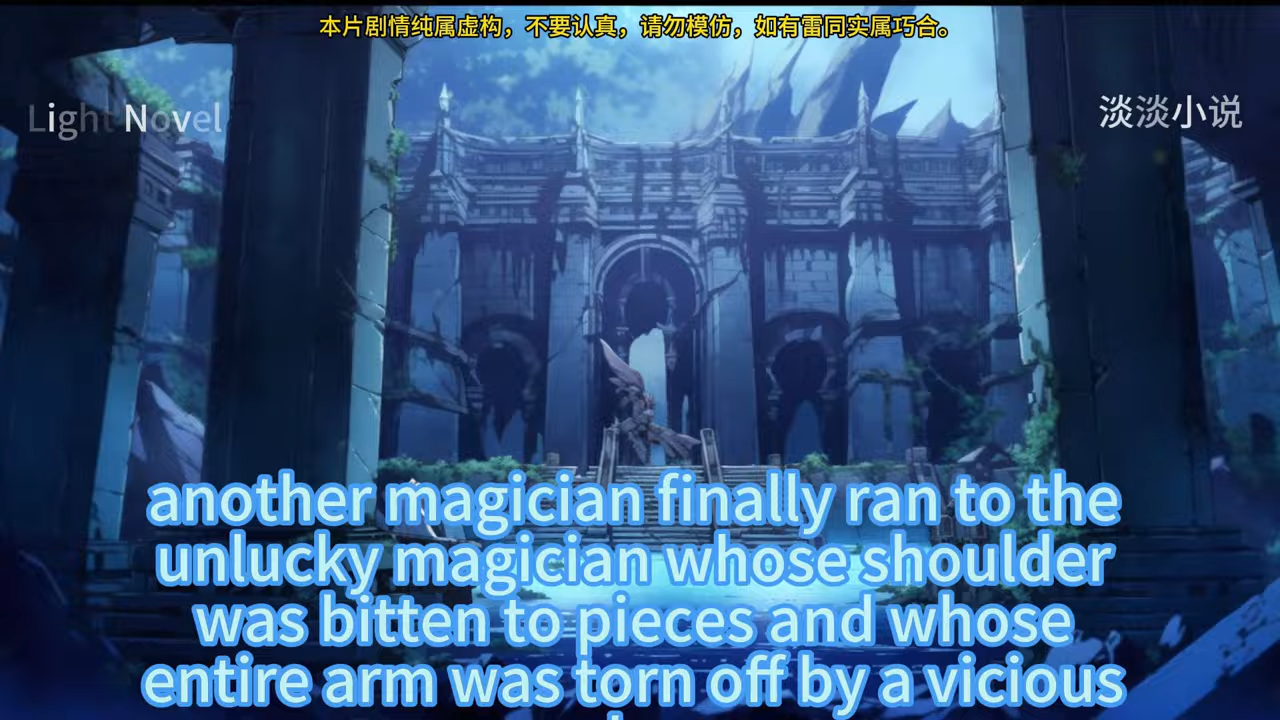 本片剧情纯属虚构，不要认真，请勿模仿，如有雷同实属巧合。
Light Novel
淡淡小说
another magician finally ran to the
unlucky magician whose shoulder
was bitten to pieces and whose
entire arm was torn off by a vicious